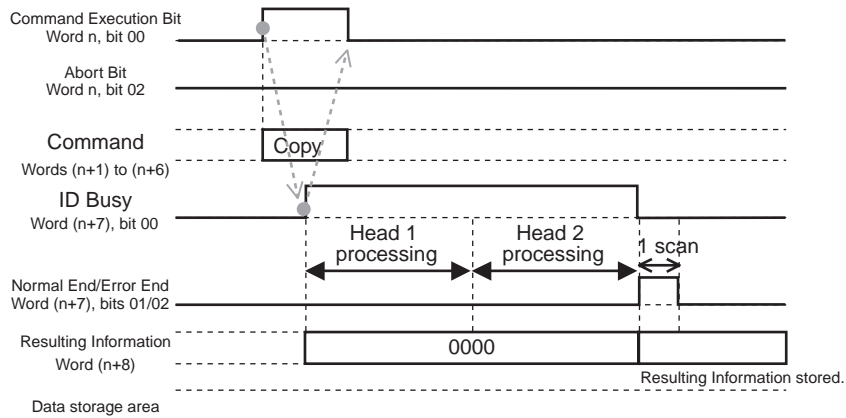 Command Execution Bit
Word n, bit 00
Abort Bit
Word n, bit 02
Command
Words (n+1) to (n+6)
Copy
ID Busy
Word (n+7), bit 00
Head 1
processing
Head 2
processing
1 scan
Normal End/Error End
Word (n+7), bits 01/02
Resulting Information
Word (n+8)
0000
Resulting Information stored.
Data storage area